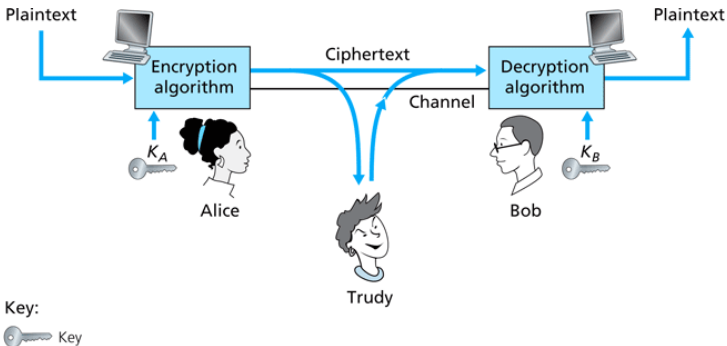 Plaintext
Plaintext
Ciphertext
Encryption
algorithm
Decryption
algorithm
Channel
K_A
K_B
Alice
Bob
Trudy
Key:
Key